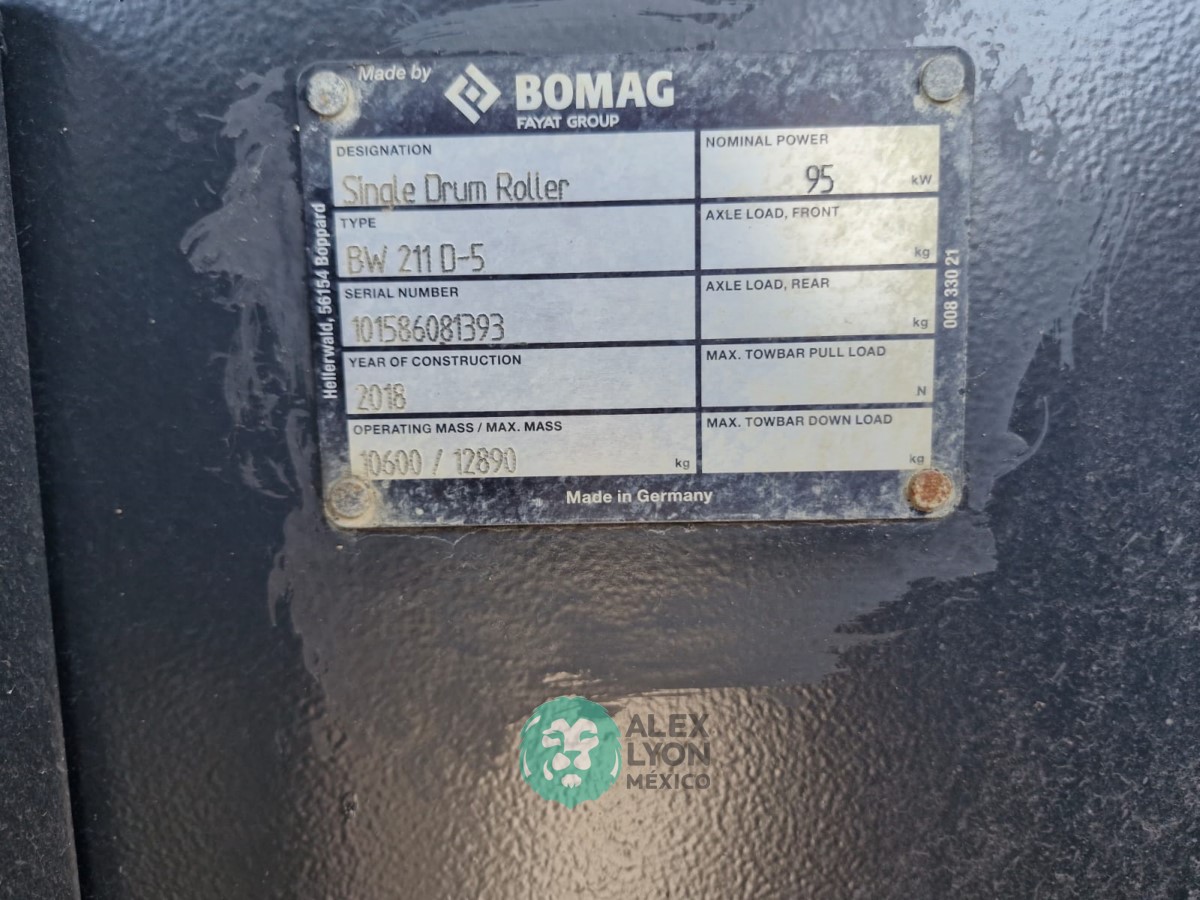 Made by
BOMAG
FAYAT GROUP
DESIGNATION
Single Drum Roller
NOMINAL POWER
95 kW
TYPE
BW 211 D-5
AXLE LOAD, FRONT
kg
SERIAL NUMBER
101586081393
AXLE LOAD, REAR
kg
YEAR OF CONSTRUCTION
2018
MAX. TOWBAR PULL LOAD
N
OPERATING MASS / MAX. MASS
10600 / 12890 kg
MAX. TOWBAR DOWN LOAD
kg
Made in Germany
Hellerwald, 56154 Boppard
008 330 21
ALEX
LYON
MÉXICO